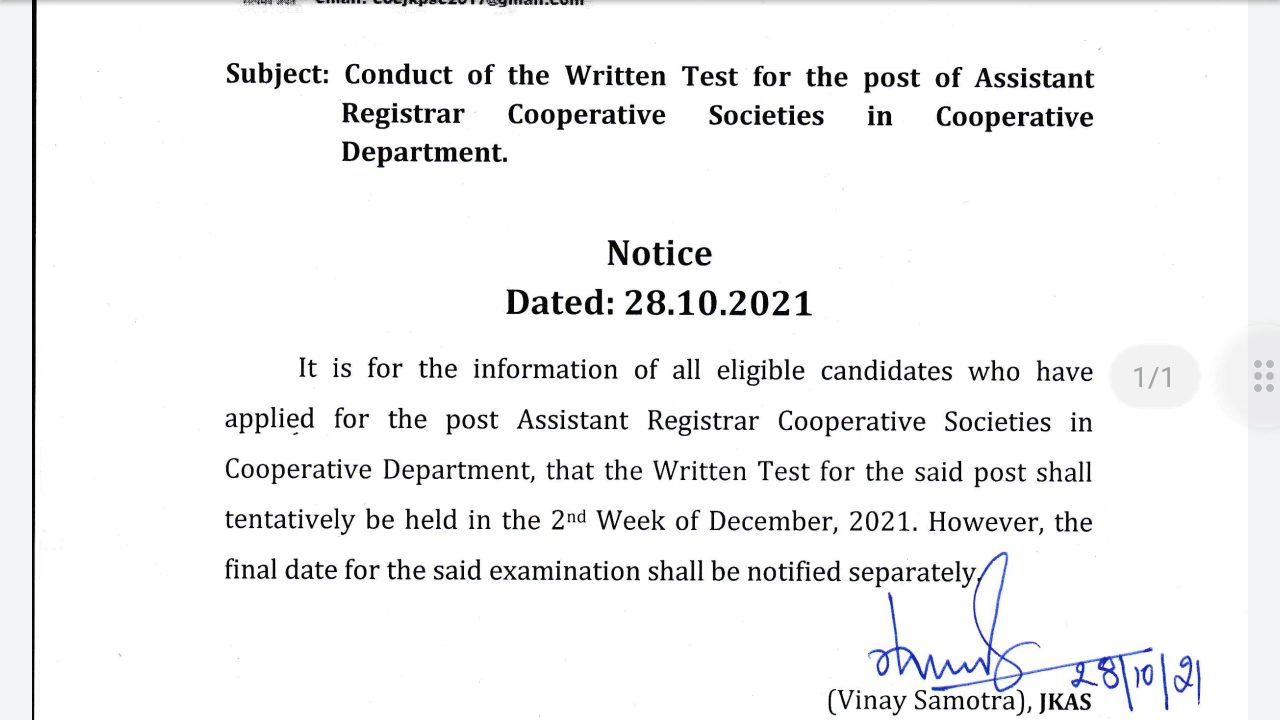 Subject: Conduct of the Written Test for the post of Assistant
Registrar Cooperative Societies in Cooperative
Department.
Notice
Dated: 28.10.2021
It is for the information of all eligible candidates who have
applied for the post Assistant Registrar Cooperative Societies in
Cooperative Department, that the Written Test for the said post shall
tentatively be held in the 2nd Week of December, 2021. However, the
final date for the said examination shall be notified separately.
28/10/21
(Vinay Samotra), JKAS
1/1